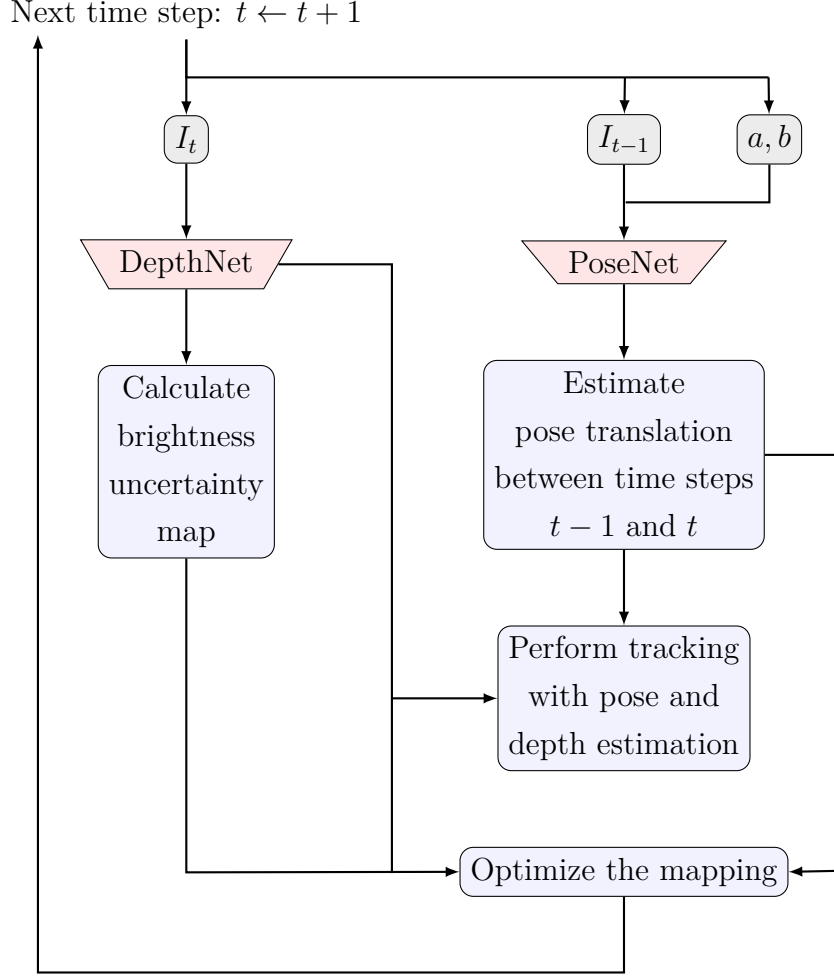 Next time step: t ← t + 1
I_t
I_{t−1}
a, b
DepthNet
PoseNet
Calculate
brightness
uncertainty
map
Estimate
pose translation
between time steps
t − 1 and t
Perform tracking
with pose and
depth estimation
Optimize the mapping